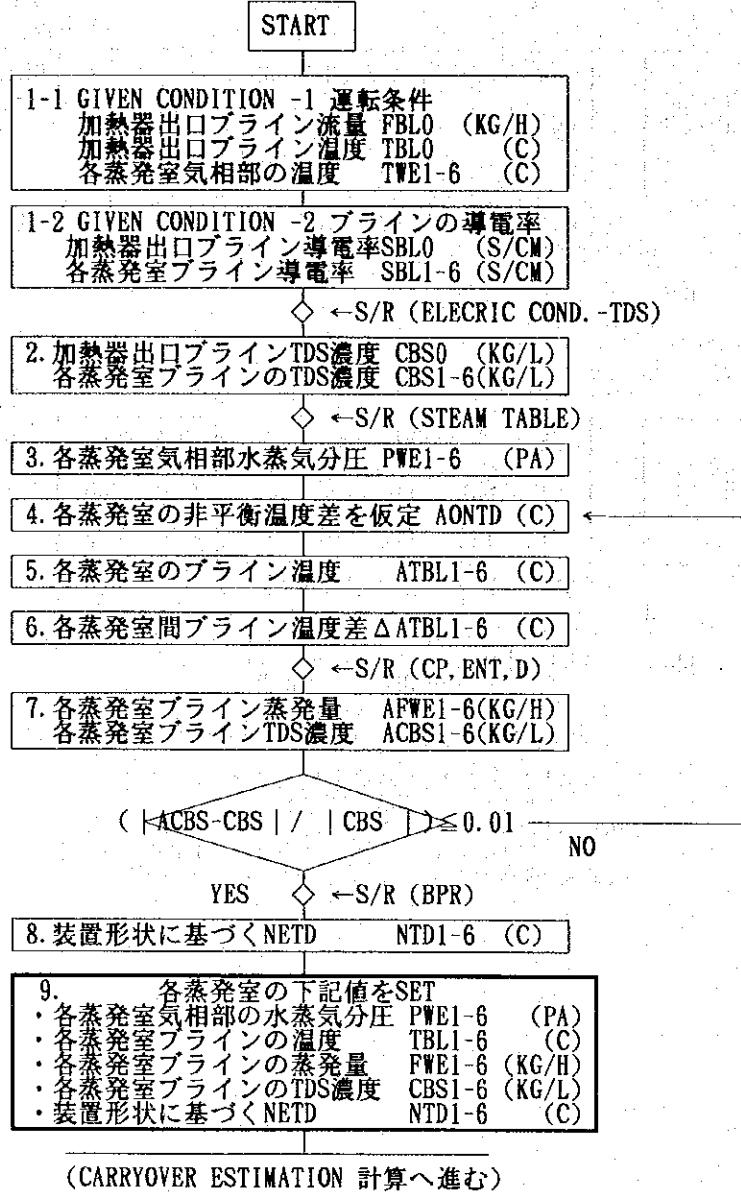 START
1-1 GIVEN CONDITION -1 運転条件
加熱器出口ブライン流量 FBL0 (KG/H)
加熱器出口ブライン温度 TBL0 (C)
各蒸発室気相部の温度 TWE1-6 (C)
1-2 GIVEN CONDITION -2 ブラインの導電率
加熱器出口ブライン導電率SBL0 (S/CM)
各蒸発室ブライン導電率 SBL1-6 (S/CM)
←S/R (ELECRIC COND.-TDS)
2.加熱器出口ブラインTDS濃度 CBS0 (KG/L)
各蒸発室ブラインのTDS濃度 CBS1-6(KG/L)
←S/R (STEAM TABLE)
3.各蒸発室気相部水蒸気分圧 PWE1-6 (PA)
4.各蒸発室の非平衡温度差を仮定 AONTD (C) ←
5.各蒸発室のブライン温度 ATBL1-6 (C)
6.各蒸発室間ブライン温度差ΔATBL1-6 (C)
←S/R (CP,ENT,D)
7.各蒸発室ブライン蒸発量 AFWE1-6(KG/H)
各蒸発室ブラインTDS濃度 ACBS1-6(KG/L)
( |ACBS-CBS | / | CBS | )≦0.01
NO
YES ←S/R (BPR)
8.装置形状に基づくNETD NTD1-6 (C)
9. 各蒸発室の下記値をSET
・各蒸発室気相部の水蒸気分圧 PWE1-6 (PA)
・各蒸発室ブラインの温度 TBL1-6 (C)
・各蒸発室ブラインの蒸発量 FWE1-6 (KG/H)
・各蒸発室ブラインのTDS濃度 CBS1-6 (KG/L)
・装置形状に基づくNETD NTD1-6 (C)
(CARRYOVER ESTIMATION 計算へ進む)